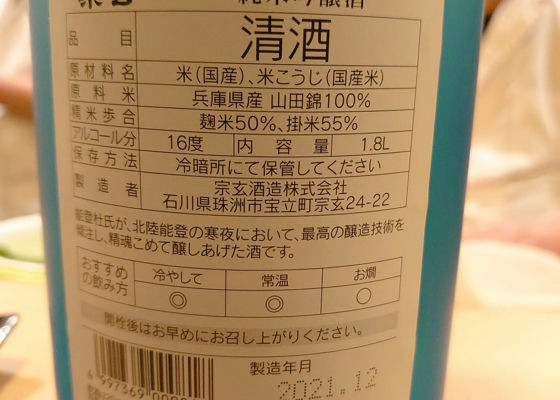 純米吟醸酒
品目 清酒
原材料名 米(国産)、米こうじ(国産米)
原料米 兵庫県産 山田錦100%
精米歩合 麹米50%、掛米55%
アルコール分 16度 内容量 1.8L
保存方法 冷暗所にて保管してください
製造者 宗玄酒造株式会社
石川県珠洲市宝立町宗玄24-22
能登杜氏が、北陸能登の寒夜において、最高の醸造技術を
傾注し、精魂こめて醸しあげた酒です。
おすすめの飲み方 冷やして 常温 お燗
◎ ◎ ○
開栓後はお早めにお召し上がりください。
製造年月
2021.12